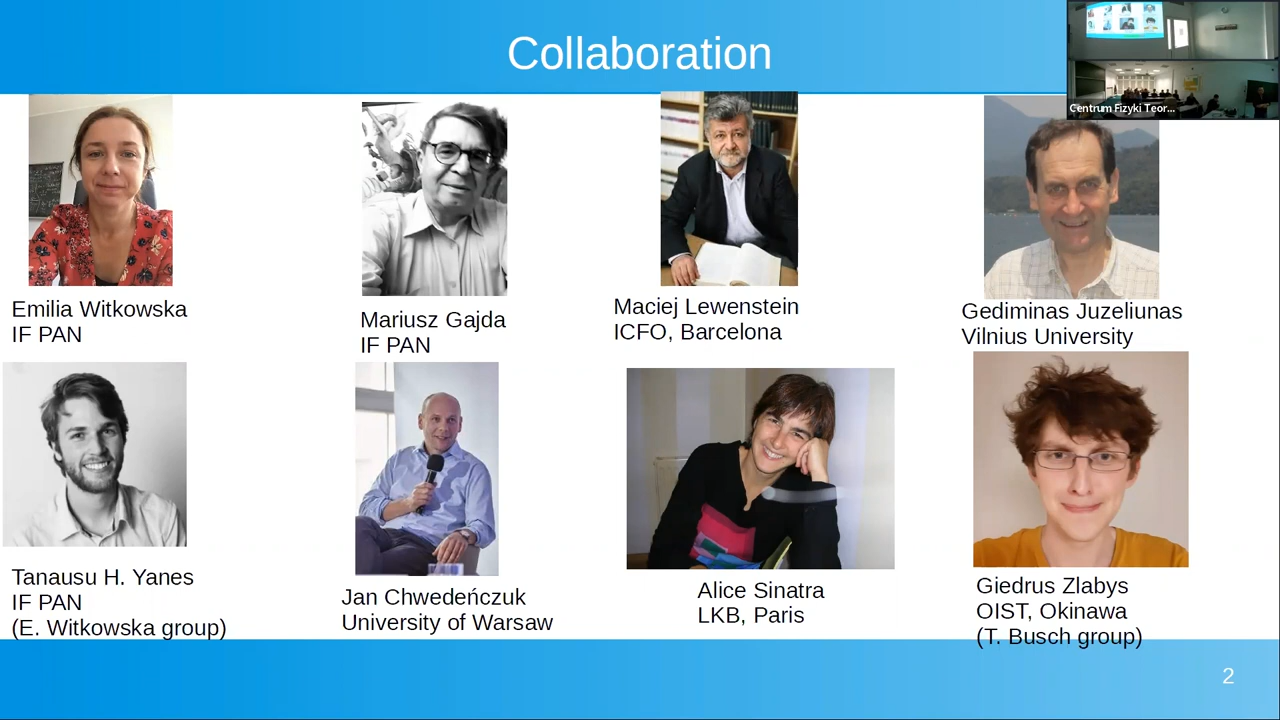 Collaboration
Centrum Fizyki Teor...
Emilia Witkowska
IF PAN
Mariusz Gajda
IF PAN
Maciej Lewenstein
ICFO, Barcelona
Gediminas Juzeliunas
Vilnius University
Tanausu H. Yanes
IF PAN
(E. Witkowska group)
Jan Chwedeńczuk
University of Warsaw
Alice Sinatra
LKB, Paris
Giedrus Zlabys
OIST, Okinawa
(T. Busch group)
2